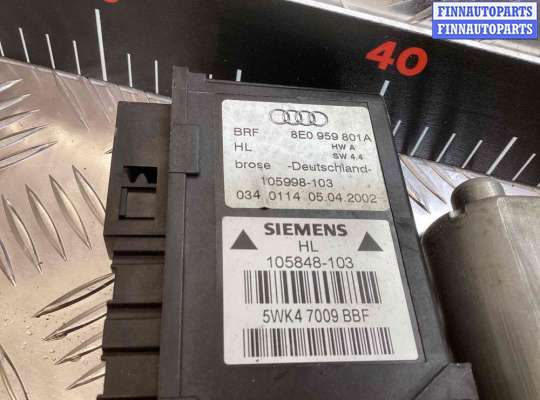 FINNAUTOPARTS
FINNAUTOPARTS
40
BRF 8E0 959 801A
HL HW A
SW 4.4
brose -Deutschland-
105998-103
034 0114 05.04.2002
SIEMENS
HL
105848-103
5WK4 7009 BBF